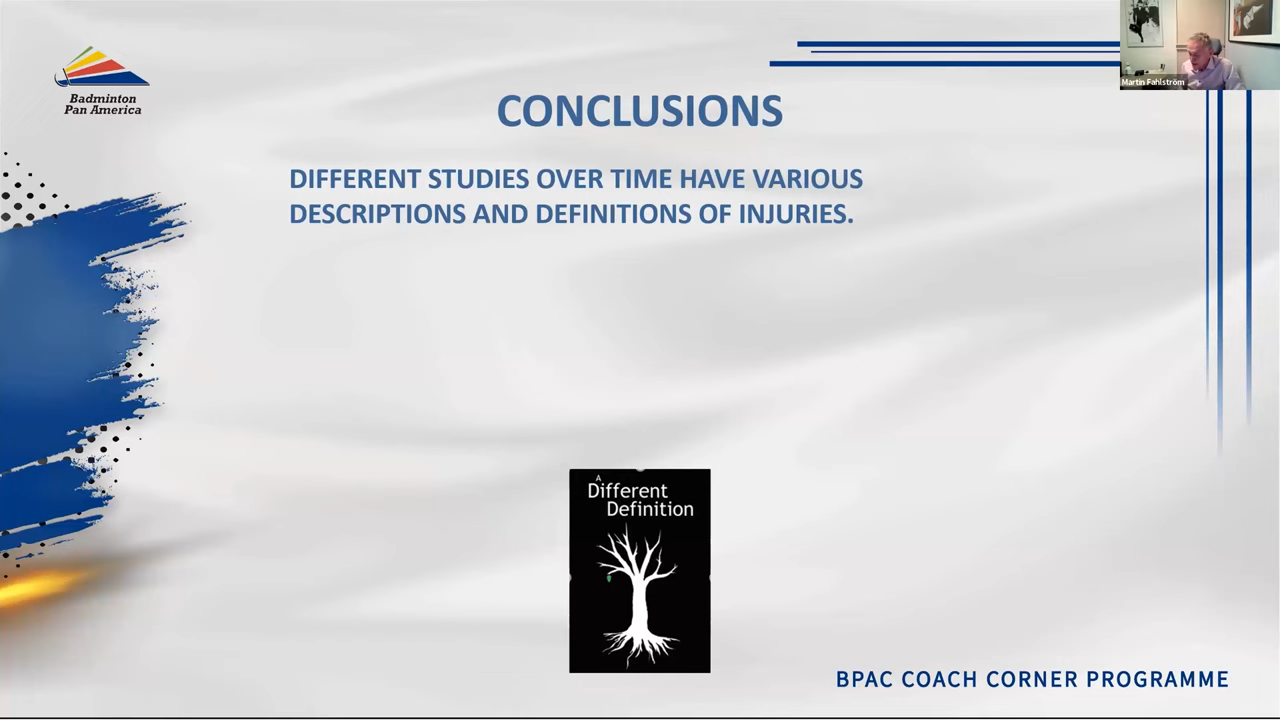 Badminton
Pan America
Martin Fahlström
CONCLUSIONS
DIFFERENT STUDIES OVER TIME HAVE VARIOUS
DESCRIPTIONS AND DEFINITIONS OF INJURIES.
A
Different
Definition
BPAC COACH CORNER PROGRAMME